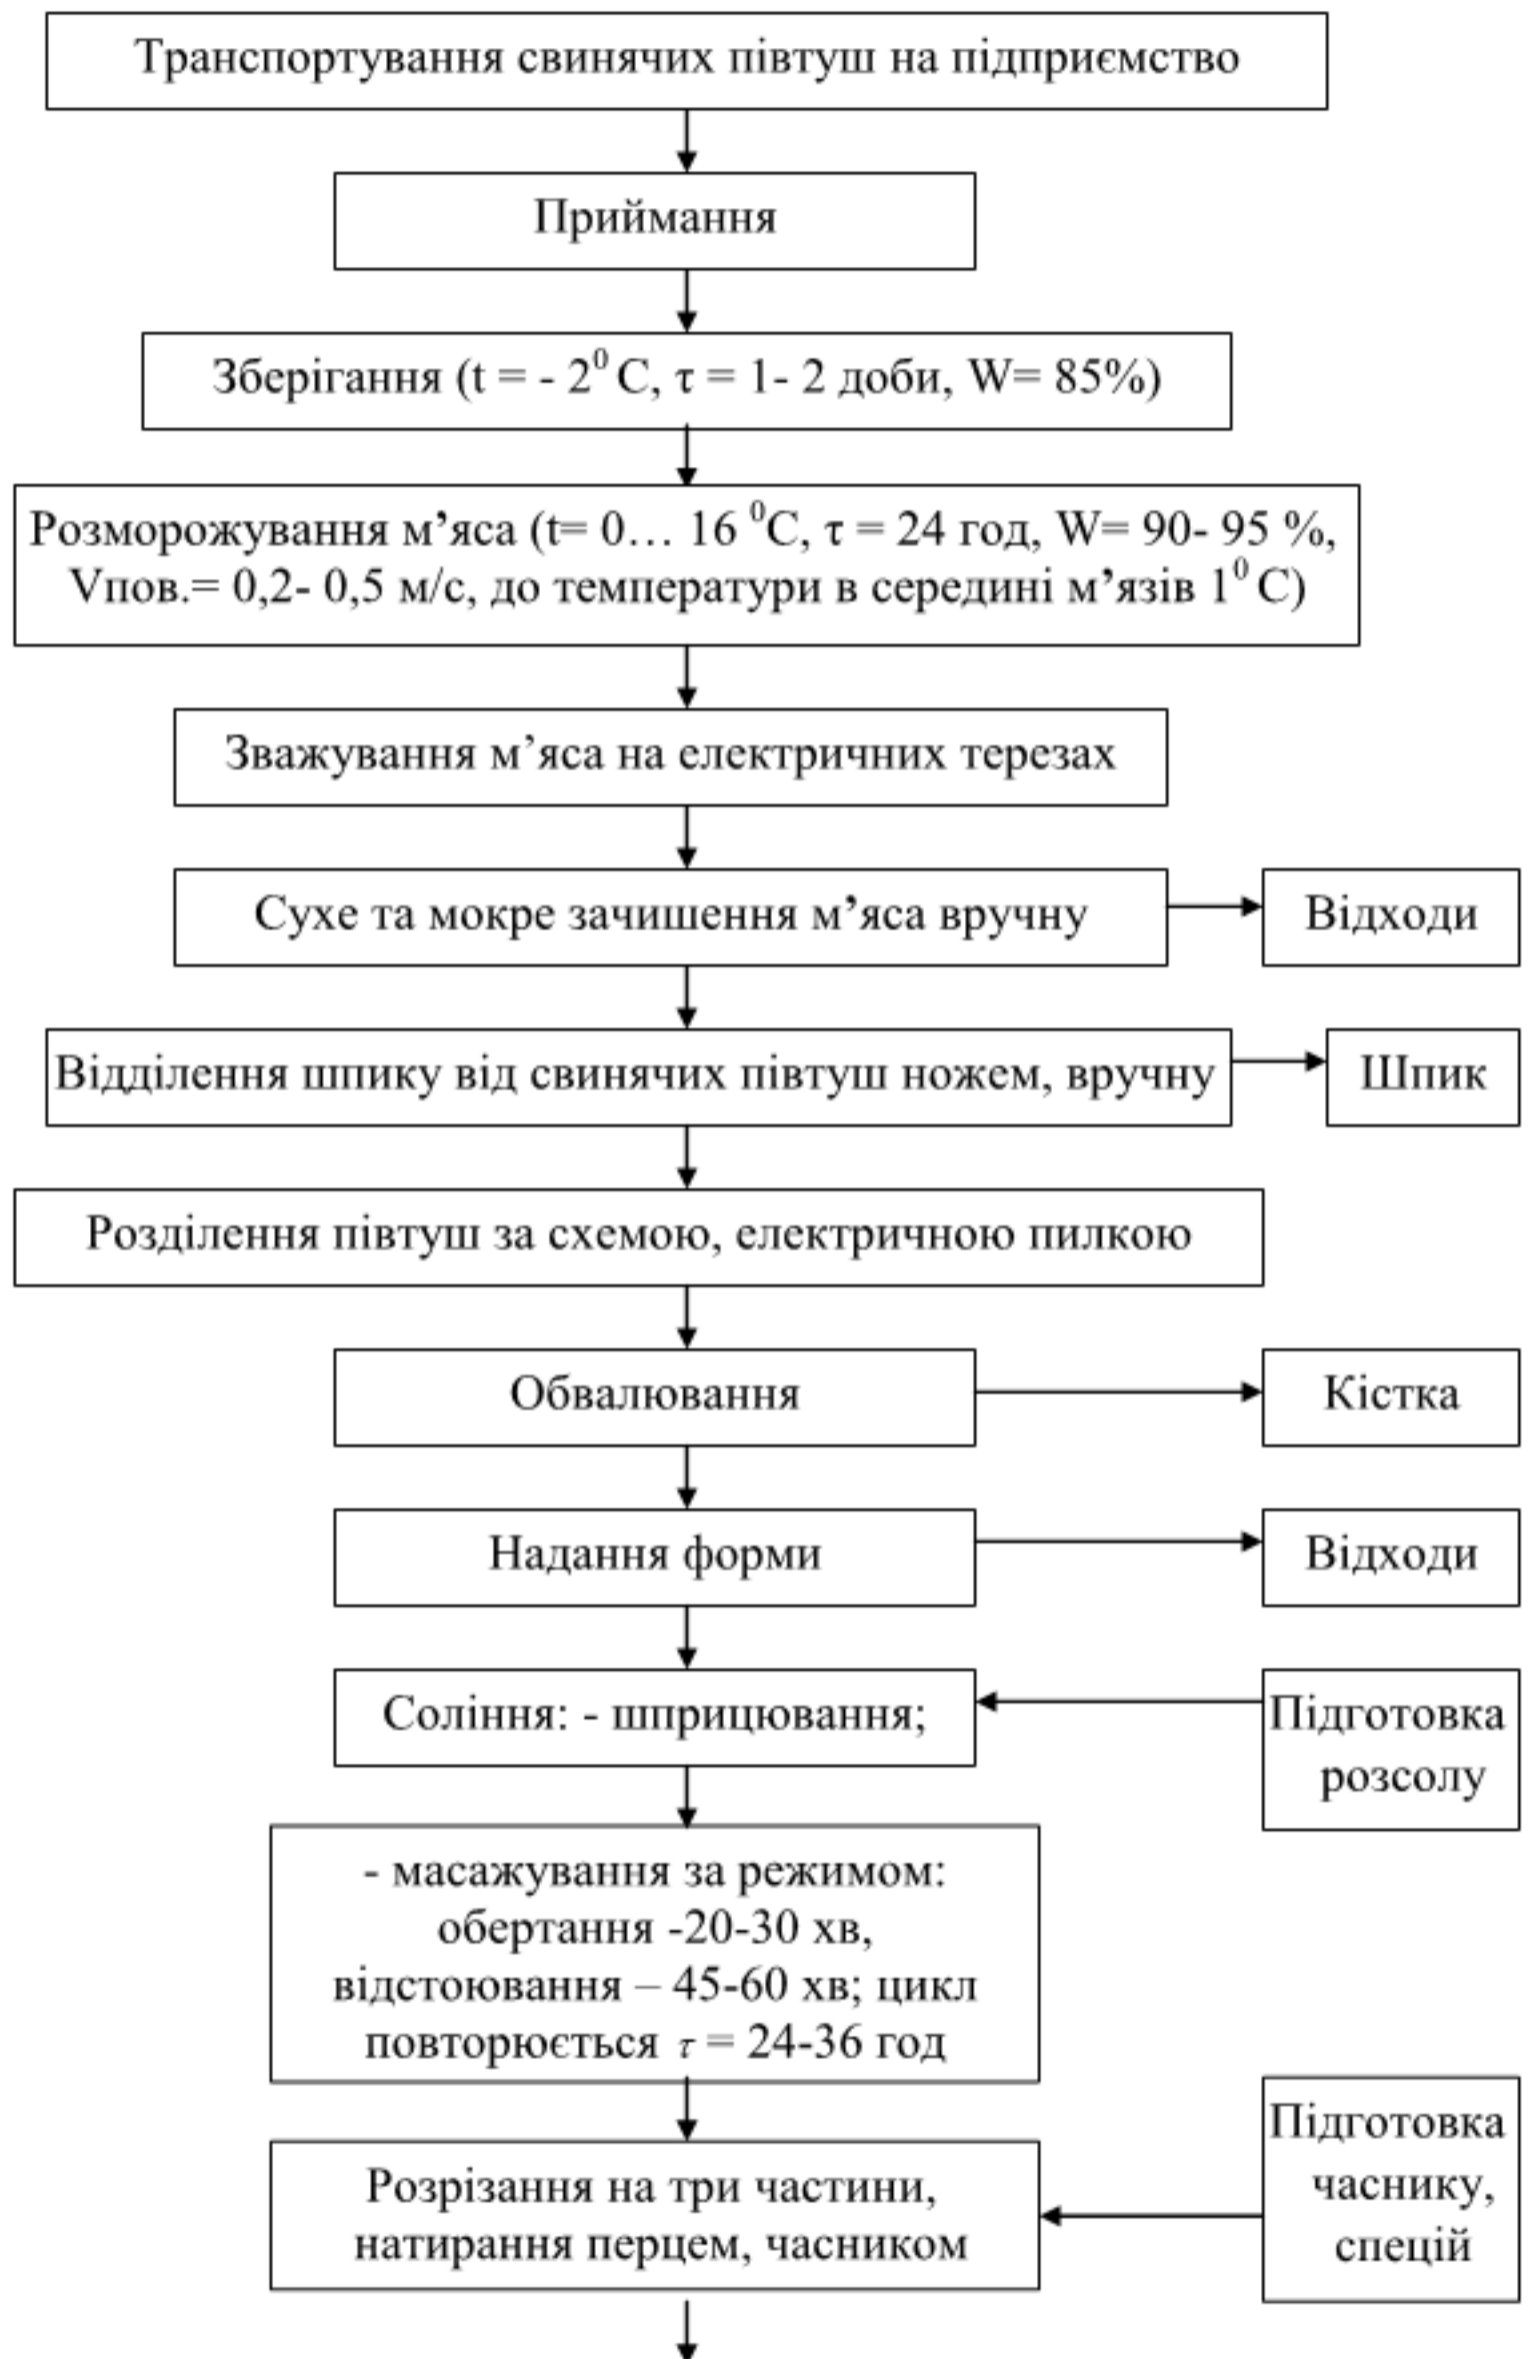 Транспортування свинячих півтуш на підприємство
Приймання
Зберігання (t = - 2⁰ С, τ = 1- 2 доби, W= 85%)
Розморожування м’яса (t= 0… 16 ⁰С, τ = 24 год, W= 90- 95 %,
Vпов.= 0,2- 0,5 м/с, до температури в середині м’язів 1⁰ С)
Зважування м’яса на електричних терезах
Сухе та мокре зачишення м’яса вручну
Відходи
Відділення шпику від свинячих півтуш ножем, вручну
Шпик
Розділення півтуш за схемою, електричною пилкою
Обвалювання
Кістка
Надання форми
Відходи
Соління: - шприцювання;
Підготовка
розсолу
- масажування за режимом:
обертання -20-30 хв,
відстоювання – 45-60 хв; цикл
повторюється τ = 24-36 год
Розрізання на три частини,
натирання перцем, часником
Підготовка
часнику,
спецій